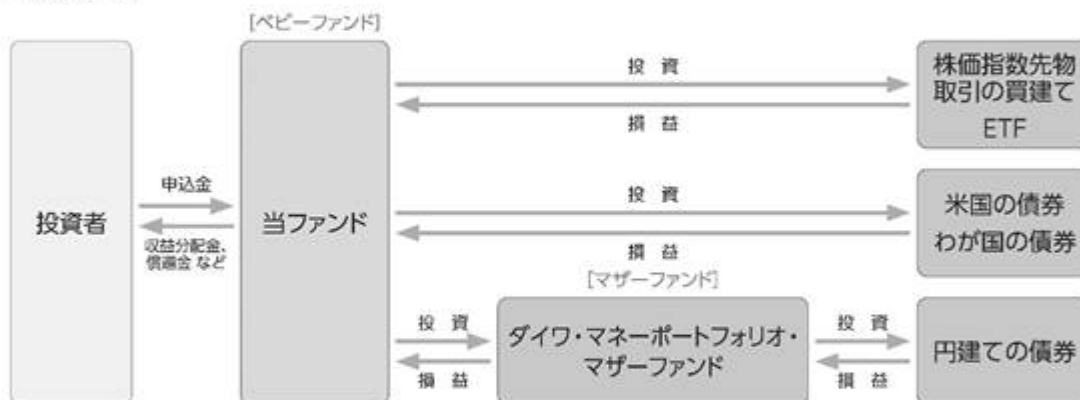 [ベビーファンド]
投資者
申込金
収益分配金、
償還金 など
当ファンド
投 資
損 益
株価指数先物
取引の買建て
ETF
投 資
損 益
米国の債券
わが国の債券
[マザーファンド]
投 資
損 益
ダイワ・マネーポートフォリオ・
マザーファンド
投 資
損 益
円建ての債券